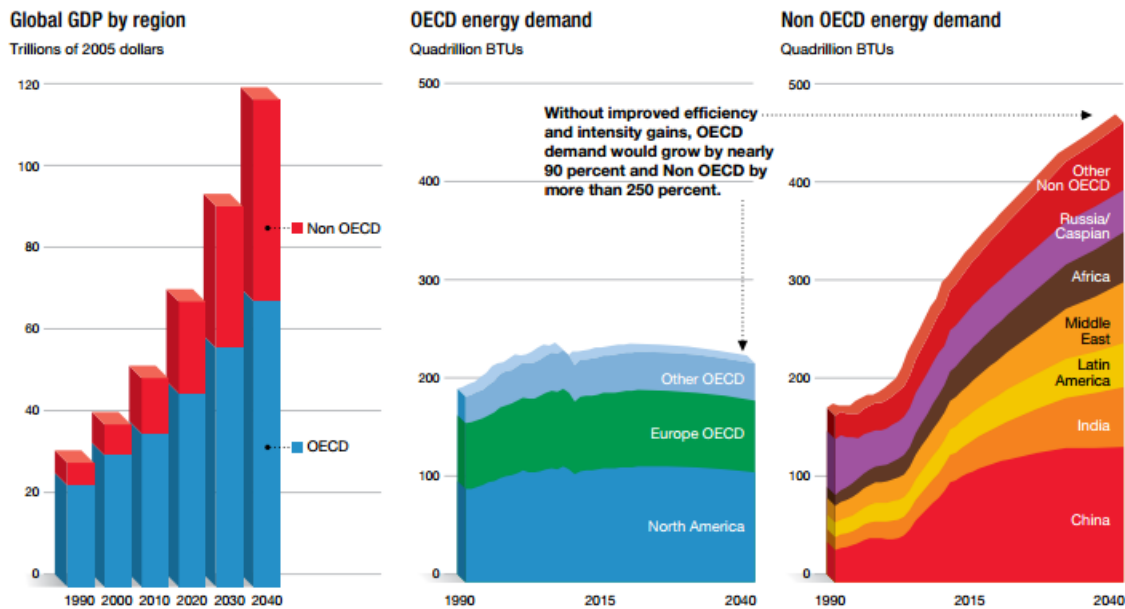 Global GDP by region
Trillions of 2005 dollars
120
100
80
60
40
20
0
Non OECD
OECD
1990 2000 2010 2020 2030 2040
OECD energy demand
Quadrillion BTUs
500
400
300
200
100
0
Without improved efficiency
and intensity gains, OECD
demand would grow by nearly
90 percent and Non OECD by
more than 250 percent.
Other OECD
Europe OECD
North America
1990 2015 2040
Non OECD energy demand
Quadrillion BTUs
500
400
300
200
100
0
Other
Non OECD
Russia/
Caspian
Africa
Middle
East
Latin
America
India
China
1990 2015 2040